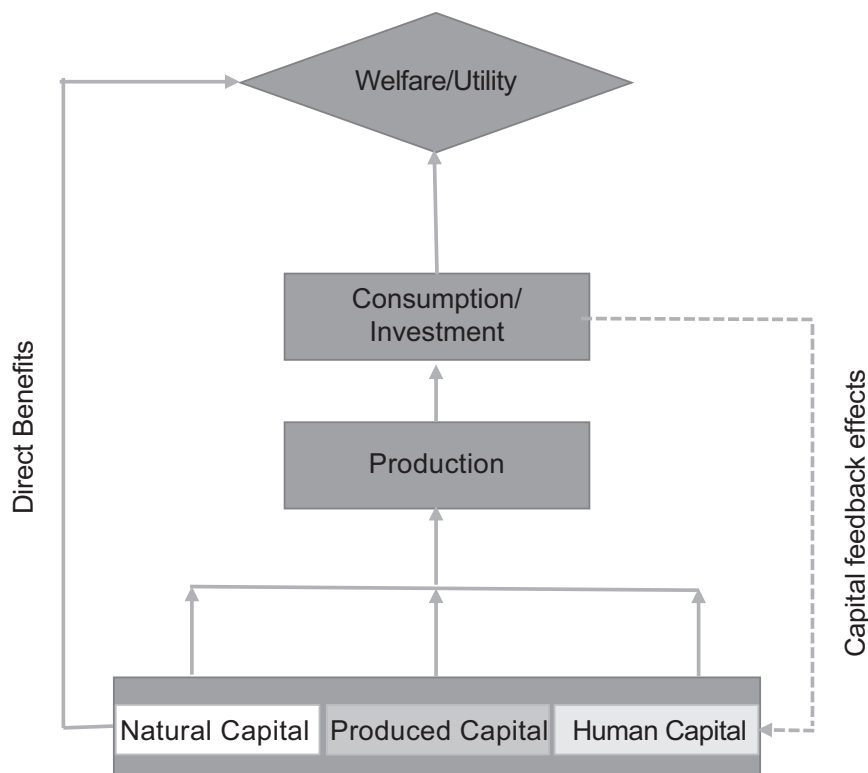 Welfare/Utility
Consumption/
Investment
Production
Direct Benefits
Capital feedback effects
Natural Capital
Produced Capital
Human Capital